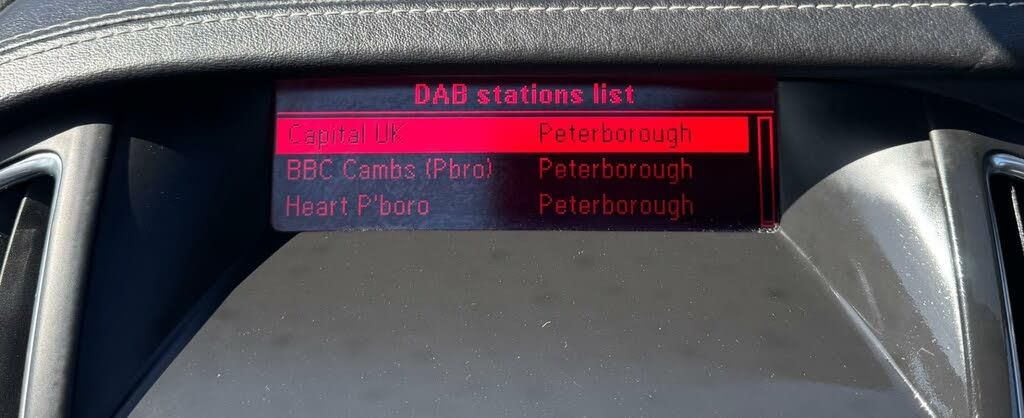 DAB stations list
Capital UK Peterborough
BBC Cambs (Pbro) Peterborough
Heart P'boro Peterborough